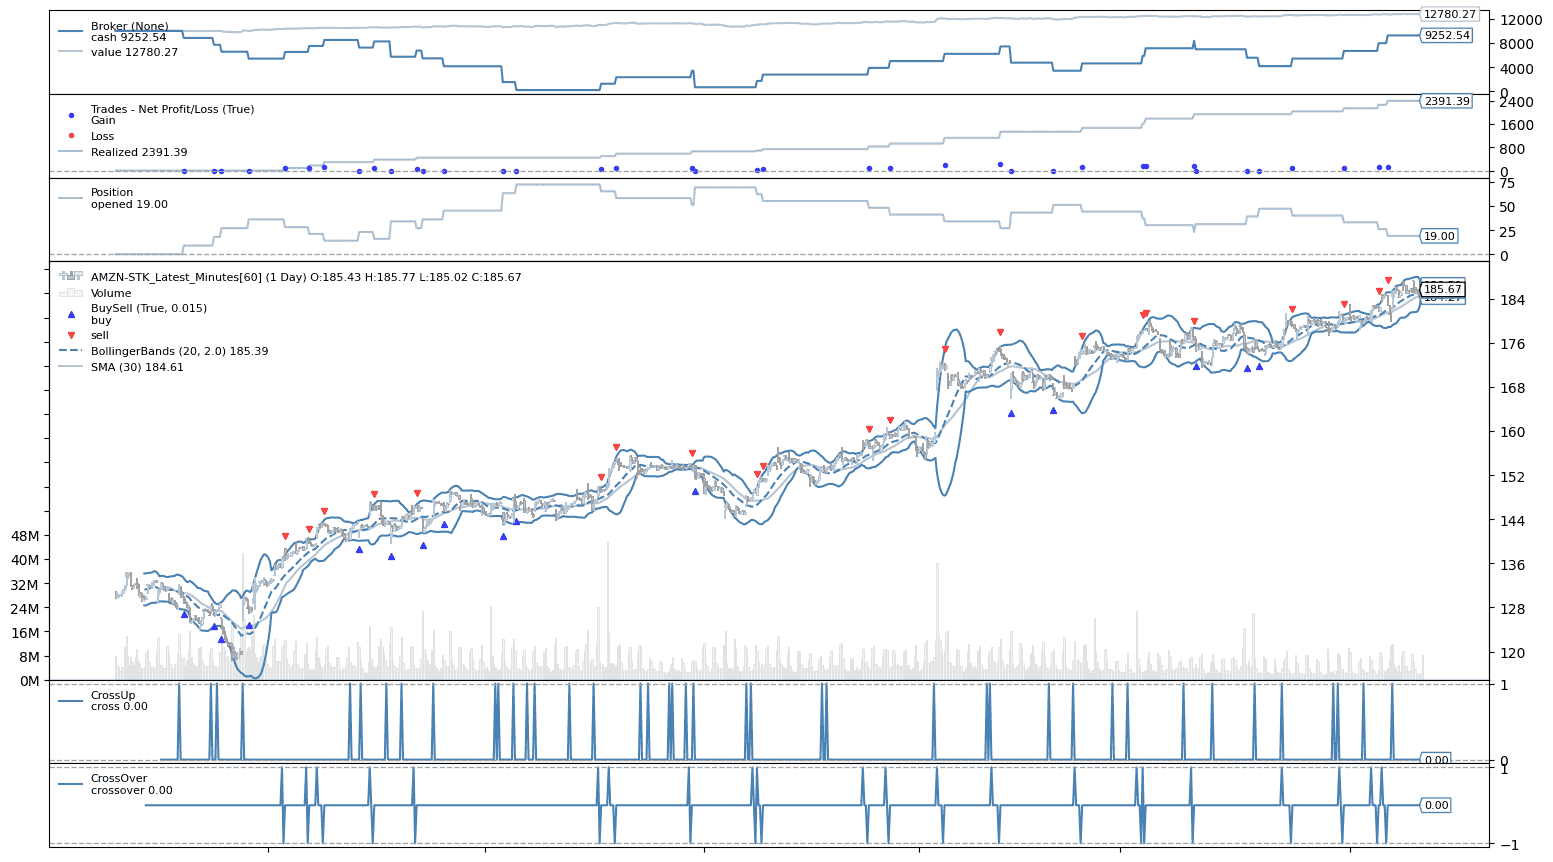 Broker (None)
cash 9252.54
value 12780.27
12780.27
9252.54
12000
8000
4000
0
Trades - Net Profit/Loss (True)
Gain
Loss
Realized 2391.39
2391.39
2400
1600
800
0
Position
opened 19.00
19.00
75
50
25
0
AMZN-STK_Latest_Minutes[60] (1 Day) O:185.43 H:185.77 L:185.02 C:185.67
Volume
BuySell (True, 0.015)
buy
sell
BollingerBands (20, 2.0) 185.39
SMA (30) 184.61
185.67
184
176
168
160
152
144
136
128
120
48M
40M
32M
24M
16M
8M
0M
CrossUp
cross 0.00
0.00
1
0
CrossOver
crossover 0.00
0.00
1
−1